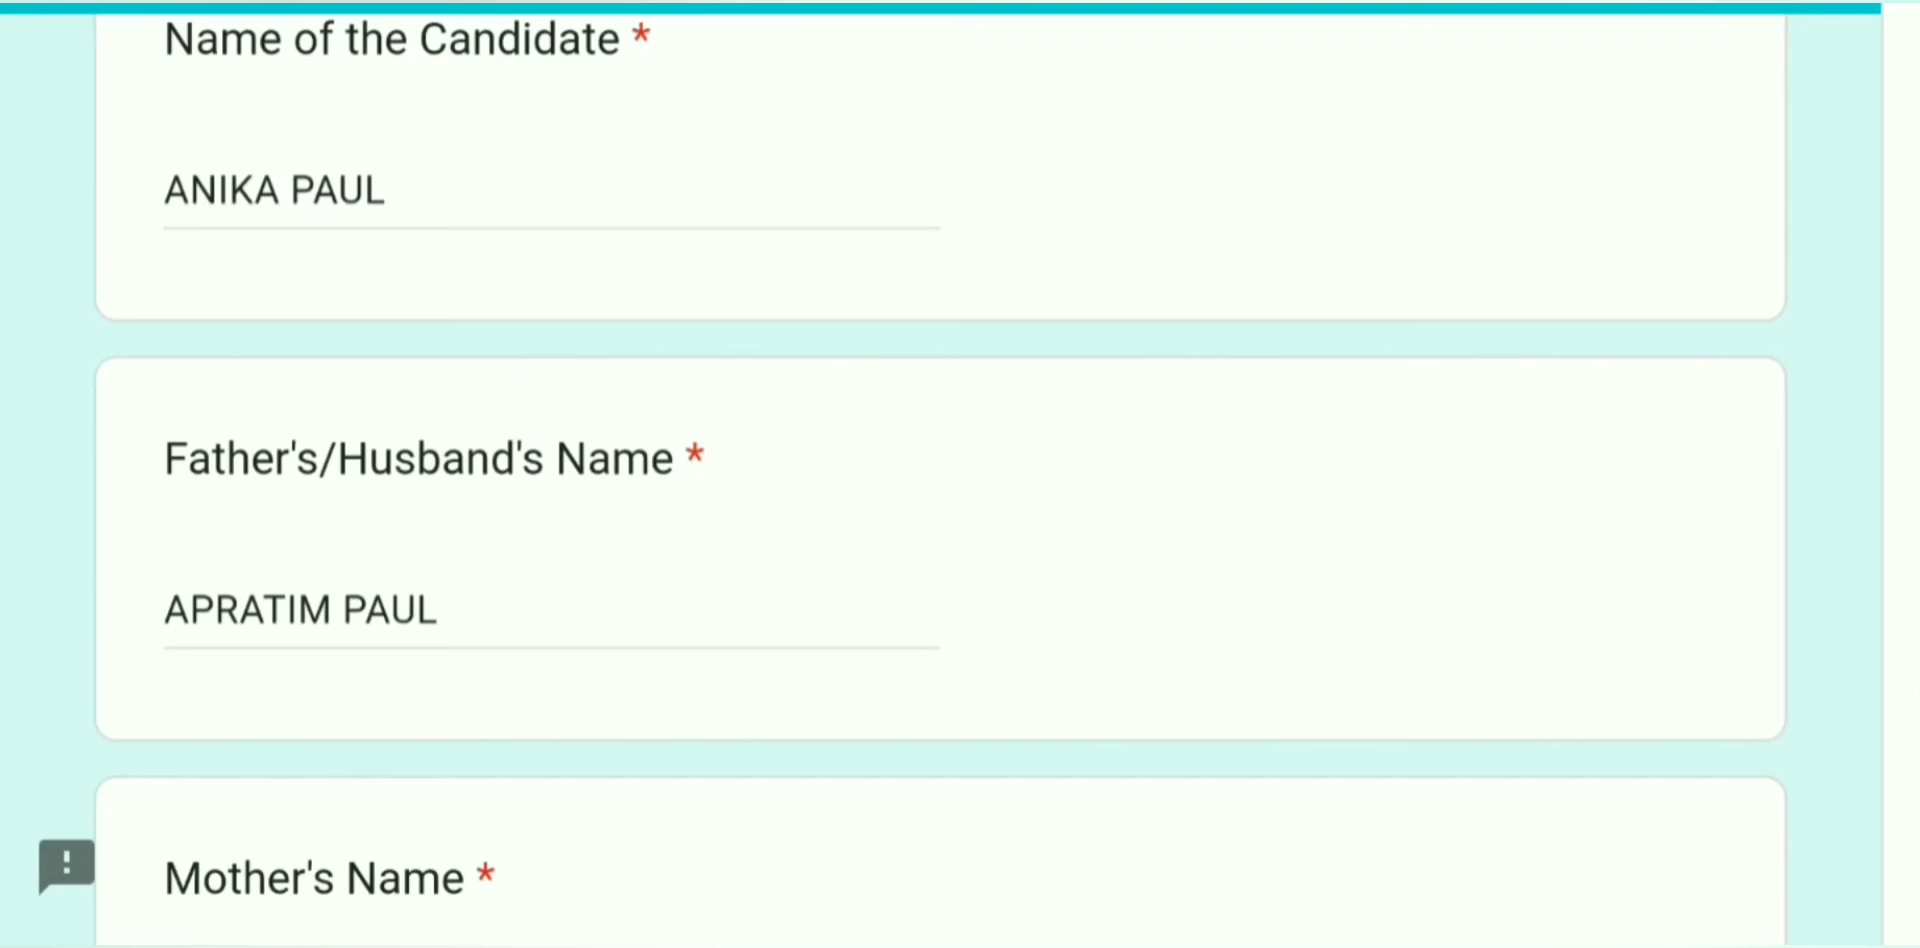 Name of the Candidate *
ANIKA PAUL
Father's/Husband's Name *
APRATIM PAUL
Mother's Name *